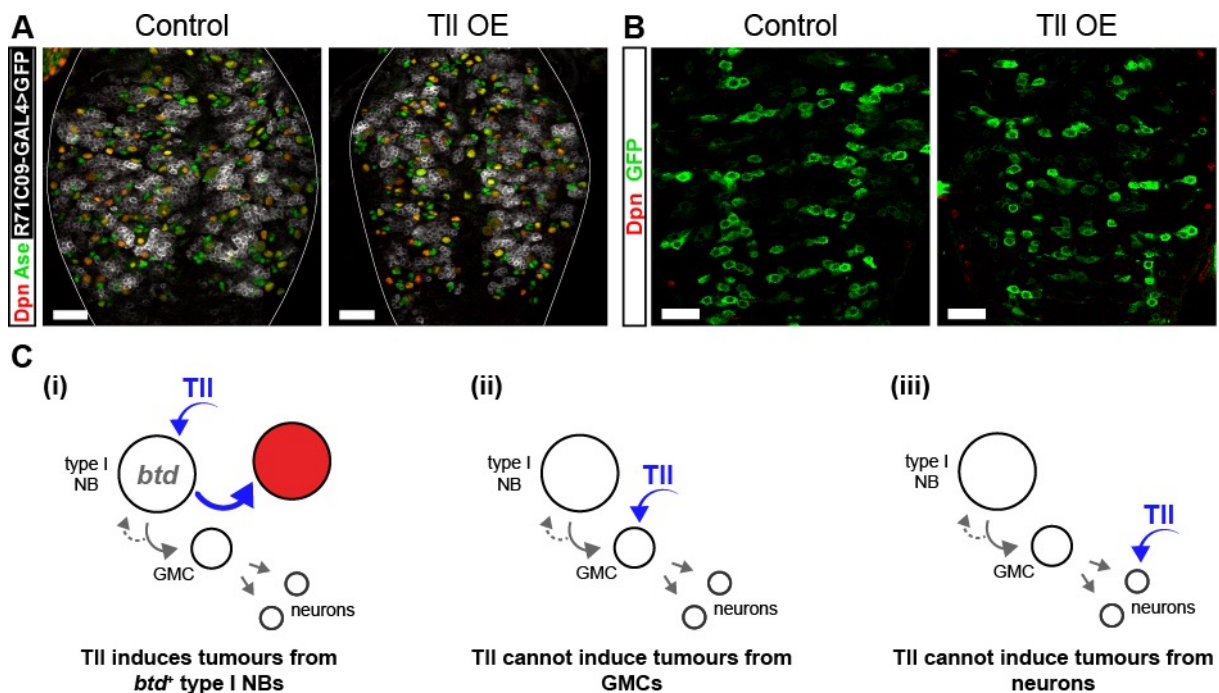 A
Control
Tll OE
Dpn Ase R71C09-GAL4>GFP
B
Control
Tll OE
Dpn GFP
C
(i)
Tll
type I
NB
btd
GMC
neurons
Tll induces tumours from
btd+ type I NBs
(ii)
type I
NB
Tll
GMC
neurons
Tll cannot induce tumours from
GMCs
(iii)
type I
NB
Tll
GMC
neurons
Tll cannot induce tumours from
neurons